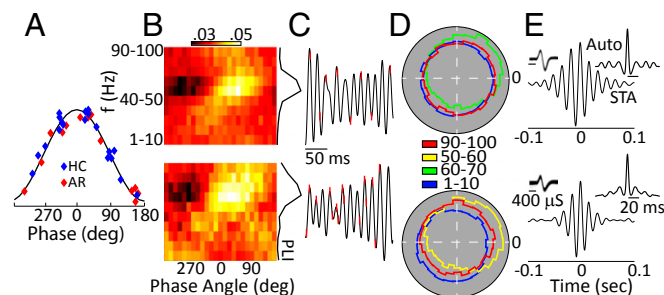 A
B
C
D
E
.03 .05
90-100
40-50
1-10
f (Hz)
HC
AR
270 0 90 180
Phase (deg)
270 0 90
Phase Angle (deg)
PLI
50 ms
0
90-100
50-60
60-70
1-10
0
Auto
STA
-0.1 0 0.1
400 µS
20 ms
-0.1 0 0.1
Time (sec)